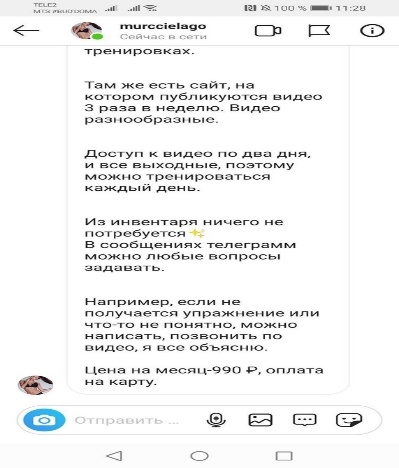 TELE2
МТS #BUDDOMA
100 %
11:28
murccielago
Сейчас в сети
тренировках.
Там же есть сайт, на
котором публикуются видео
3 раза в неделю. Видео
разнообразные.
Доступ к видео по два дня,
и все выходные, поэтому
можно тренироваться
каждый день.
Из инвентаря ничего не
потребуется✨
В сообщениях телеграмм
можно любые вопросы
задавать.
Например, если не
получается упражнение или
что-то не понятно, можно
написать, позвонить по
видео, я все объясню.
Цена на месяц-990 ₽, оплата
на карту.
Отправить ...